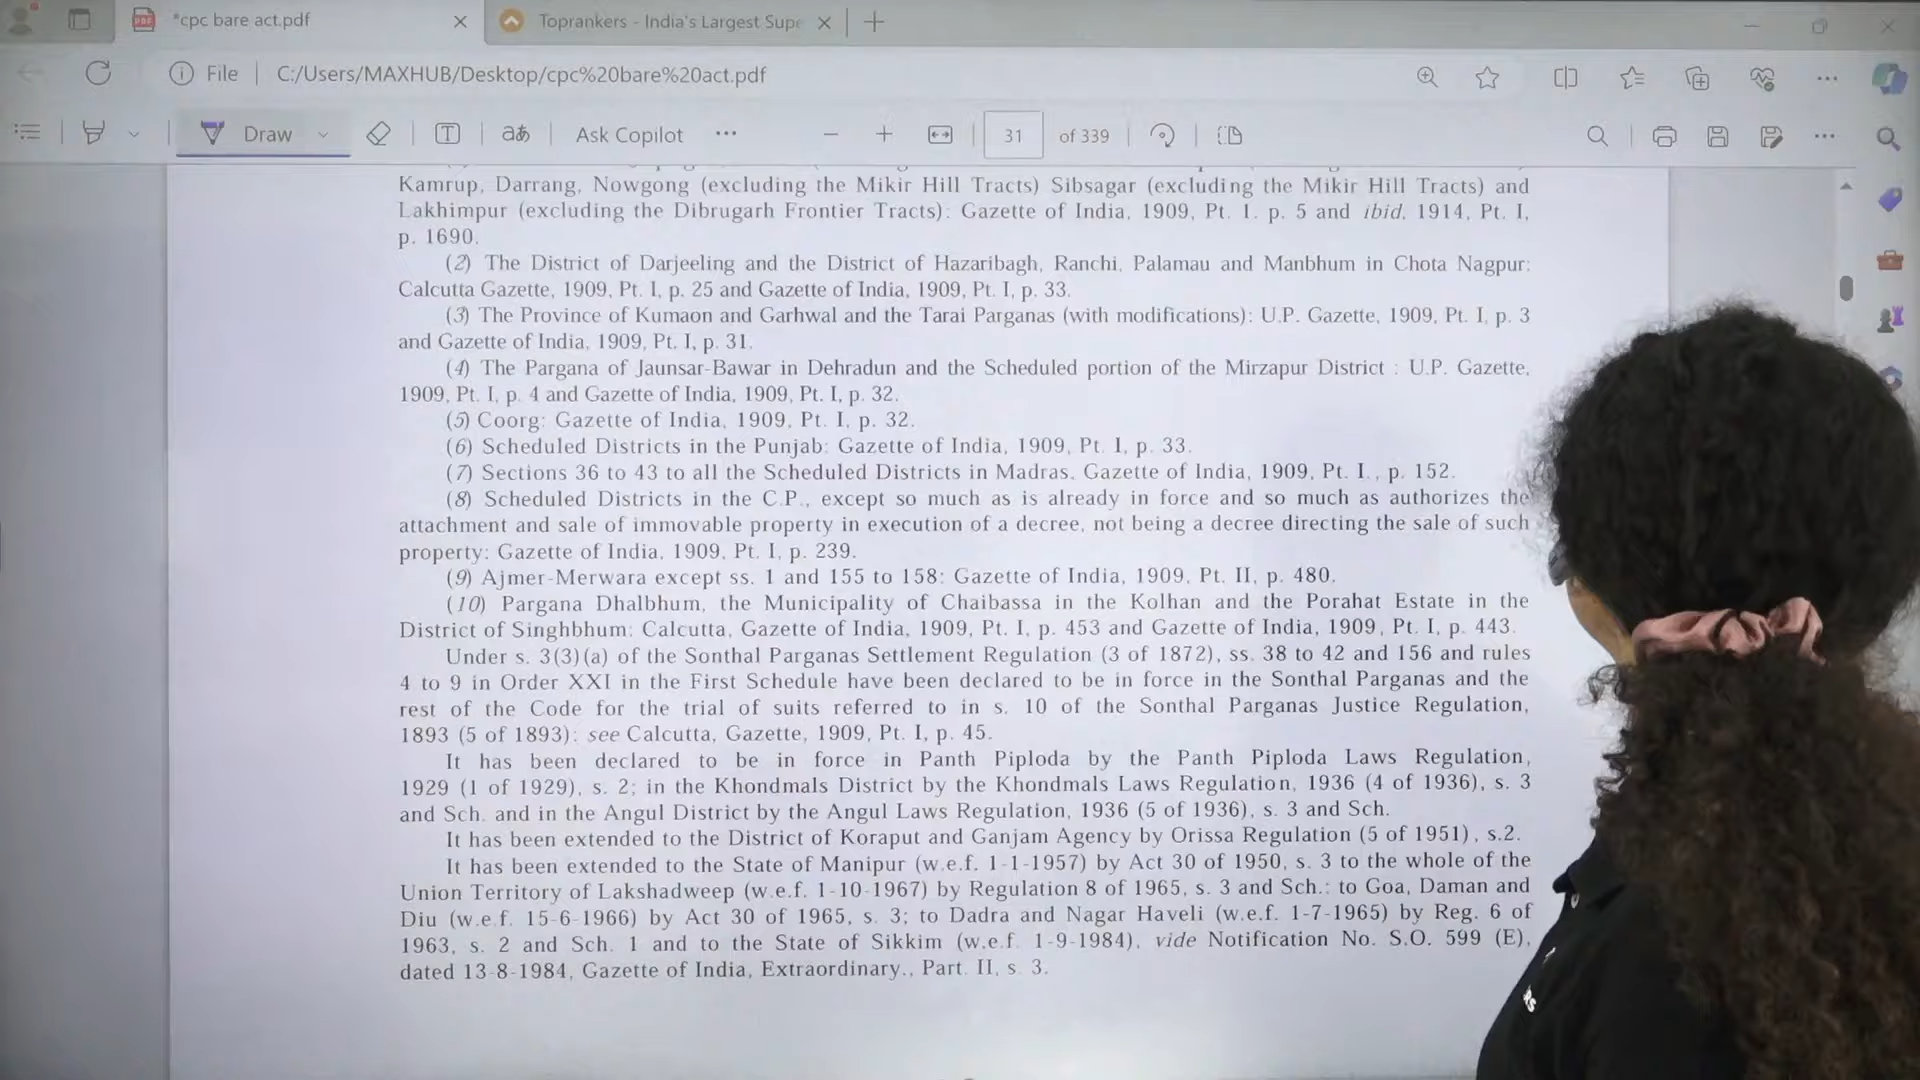 *cpc bare act.pdf
Toprankers - India's Largest Supe
File
C:/Users/MAXHUB/Desktop/cpc%20bare%20act.pdf
Draw
Ask Copilot
31 of 339
Kamrup, Darrang, Nowgong (excluding the Mikir Hill Tracts) Sibsagar (excluding the Mikir Hill Tracts) and
Lakhimpur (excluding the Dibrugarh Frontier Tracts): Gazette of India, 1909, Pt. I. p. 5 and ibid, 1914, Pt. I,
p. 1690.
(2) The District of Darjeeling and the District of Hazaribagh, Ranchi, Palamau and Manbhum in Chota Nagpur:
Calcutta Gazette, 1909, Pt. I, p. 25 and Gazette of India, 1909, Pt. I, p. 33.
(3) The Province of Kumaon and Garhwal and the Tarai Parganas (with modifications): U.P. Gazette, 1909, Pt. I, p. 3
and Gazette of India, 1909, Pt. I, p. 31.
(4) The Pargana of Jaunsar-Bawar in Dehradun and the Scheduled portion of the Mirzapur District : U.P. Gazette,
1909, Pt. I, p. 4 and Gazette of India, 1909, Pt. I, p. 32.
(5) Coorg: Gazette of India, 1909, Pt. I, p. 32.
(6) Scheduled Districts in the Punjab: Gazette of India, 1909, Pt. I, p. 33.
(7) Sections 36 to 43 to all the Scheduled Districts in Madras, Gazette of India, 1909, Pt. I., p. 152.
(8) Scheduled Districts in the C.P., except so much as is already in force and so much as authorizes the
attachment and sale of immovable property in execution of a decree, not being a decree directing the sale of such
property: Gazette of India, 1909, Pt. I, p. 239.
(9) Ajmer-Merwara except ss. 1 and 155 to 158: Gazette of India, 1909, Pt. II, p. 480.
(10) Pargana Dhalbhum, the Municipality of Chaibassa in the Kolhan and the Porahat Estate in the
District of Singhbhum: Calcutta, Gazette of India, 1909, Pt. I, p. 453 and Gazette of India, 1909, Pt. I, p. 443.
Under s. 3(3)(a) of the Sonthal Parganas Settlement Regulation (3 of 1872), ss. 38 to 42 and 156 and rules
4 to 9 in Order XXI in the First Schedule have been declared to be in force in the Sonthal Parganas and the
rest of the Code for the trial of suits referred to in s. 10 of the Sonthal Parganas Justice Regulation,
1893 (5 of 1893): see Calcutta, Gazette, 1909, Pt. I, p. 45.
It has been declared to be in force in Panth Piploda by the Panth Piploda Laws Regulation,
1929 (1 of 1929), s. 2; in the Khondmals District by the Khondmals Laws Regulation, 1936 (4 of 1936), s. 3
and Sch. and in the Angul District by the Angul Laws Regulation, 1936 (5 of 1936), s. 3 and Sch.
It has been extended to the District of Koraput and Ganjam Agency by Orissa Regulation (5 of 1951), s.2.
It has been extended to the State of Manipur (w.e.f. 1-1-1957) by Act 30 of 1950, s. 3 to the whole of the
Union Territory of Lakshadweep (w.e.f. 1-10-1967) by Regulation 8 of 1965, s. 3 and Sch.: to Goa, Daman and
Diu (w.e.f. 15-6-1966) by Act 30 of 1965, s. 3; to Dadra and Nagar Haveli (w.e.f. 1-7-1965) by Reg. 6 of
1963, s. 2 and Sch. 1 and to the State of Sikkim (w.e.f. 1-9-1984), vide Notification No. S.O. 599 (E),
dated 13-8-1984, Gazette of India, Extraordinary., Part. II, s. 3.